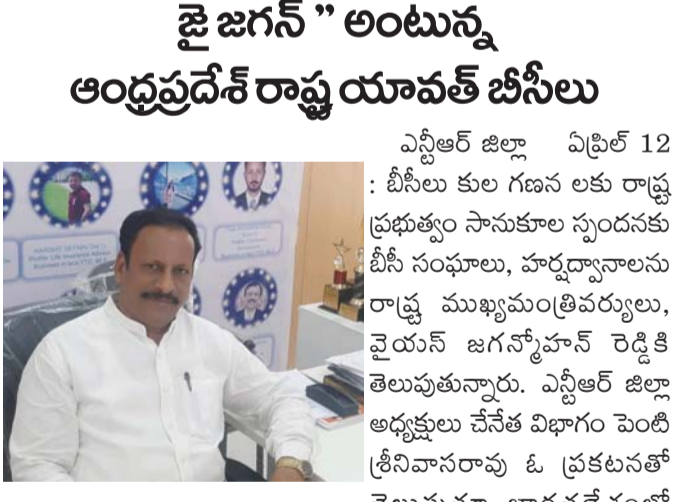 జై జగన్ " అంటున్న
ఆంధ్రప్రదేశ్ రాష్ట్ర యావత్ బీసీలు
ఎన్టీఆర్ జిల్లా ఏప్రిల్ 12
: బీసీలు కుల గణన లకు రాష్ట్ర
ప్రభుత్వం సానుకూల స్పందనకు
బీసీ సంఘాలు, హర్షద్వానాలను
రాష్ట్ర ముఖ్యమంత్రివర్యులు,
వైయస్ జగన్మోహన్ రెడ్డికి
తెలుపుతున్నారు. ఎన్టీఆర్ జిల్లా
అధ్యక్షులు చేనేత విభాగం పెంటి
శ్రీనివాసరావు ఓ ప్రకటనతో